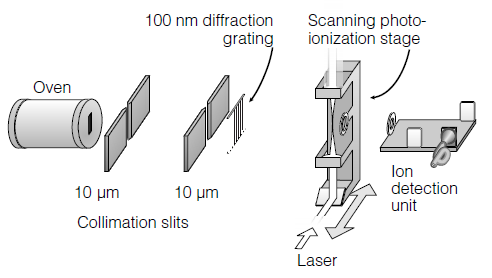 100 nm diffraction
grating
Scanning photo-
ionization stage
Oven
10 µm
10 µm
Collimation slits
Ion
detection
unit
Laser